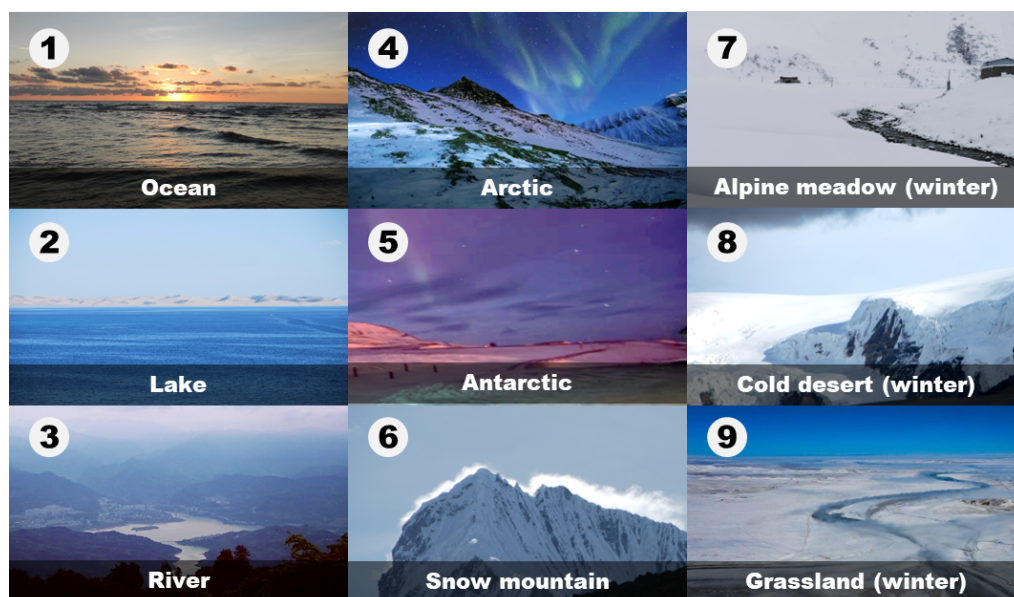 1
Ocean
4
Arctic
7
Alpine meadow (winter)
2
Lake
5
Antarctic
8
Cold desert (winter)
3
River
6
Snow mountain
9
Grassland (winter)